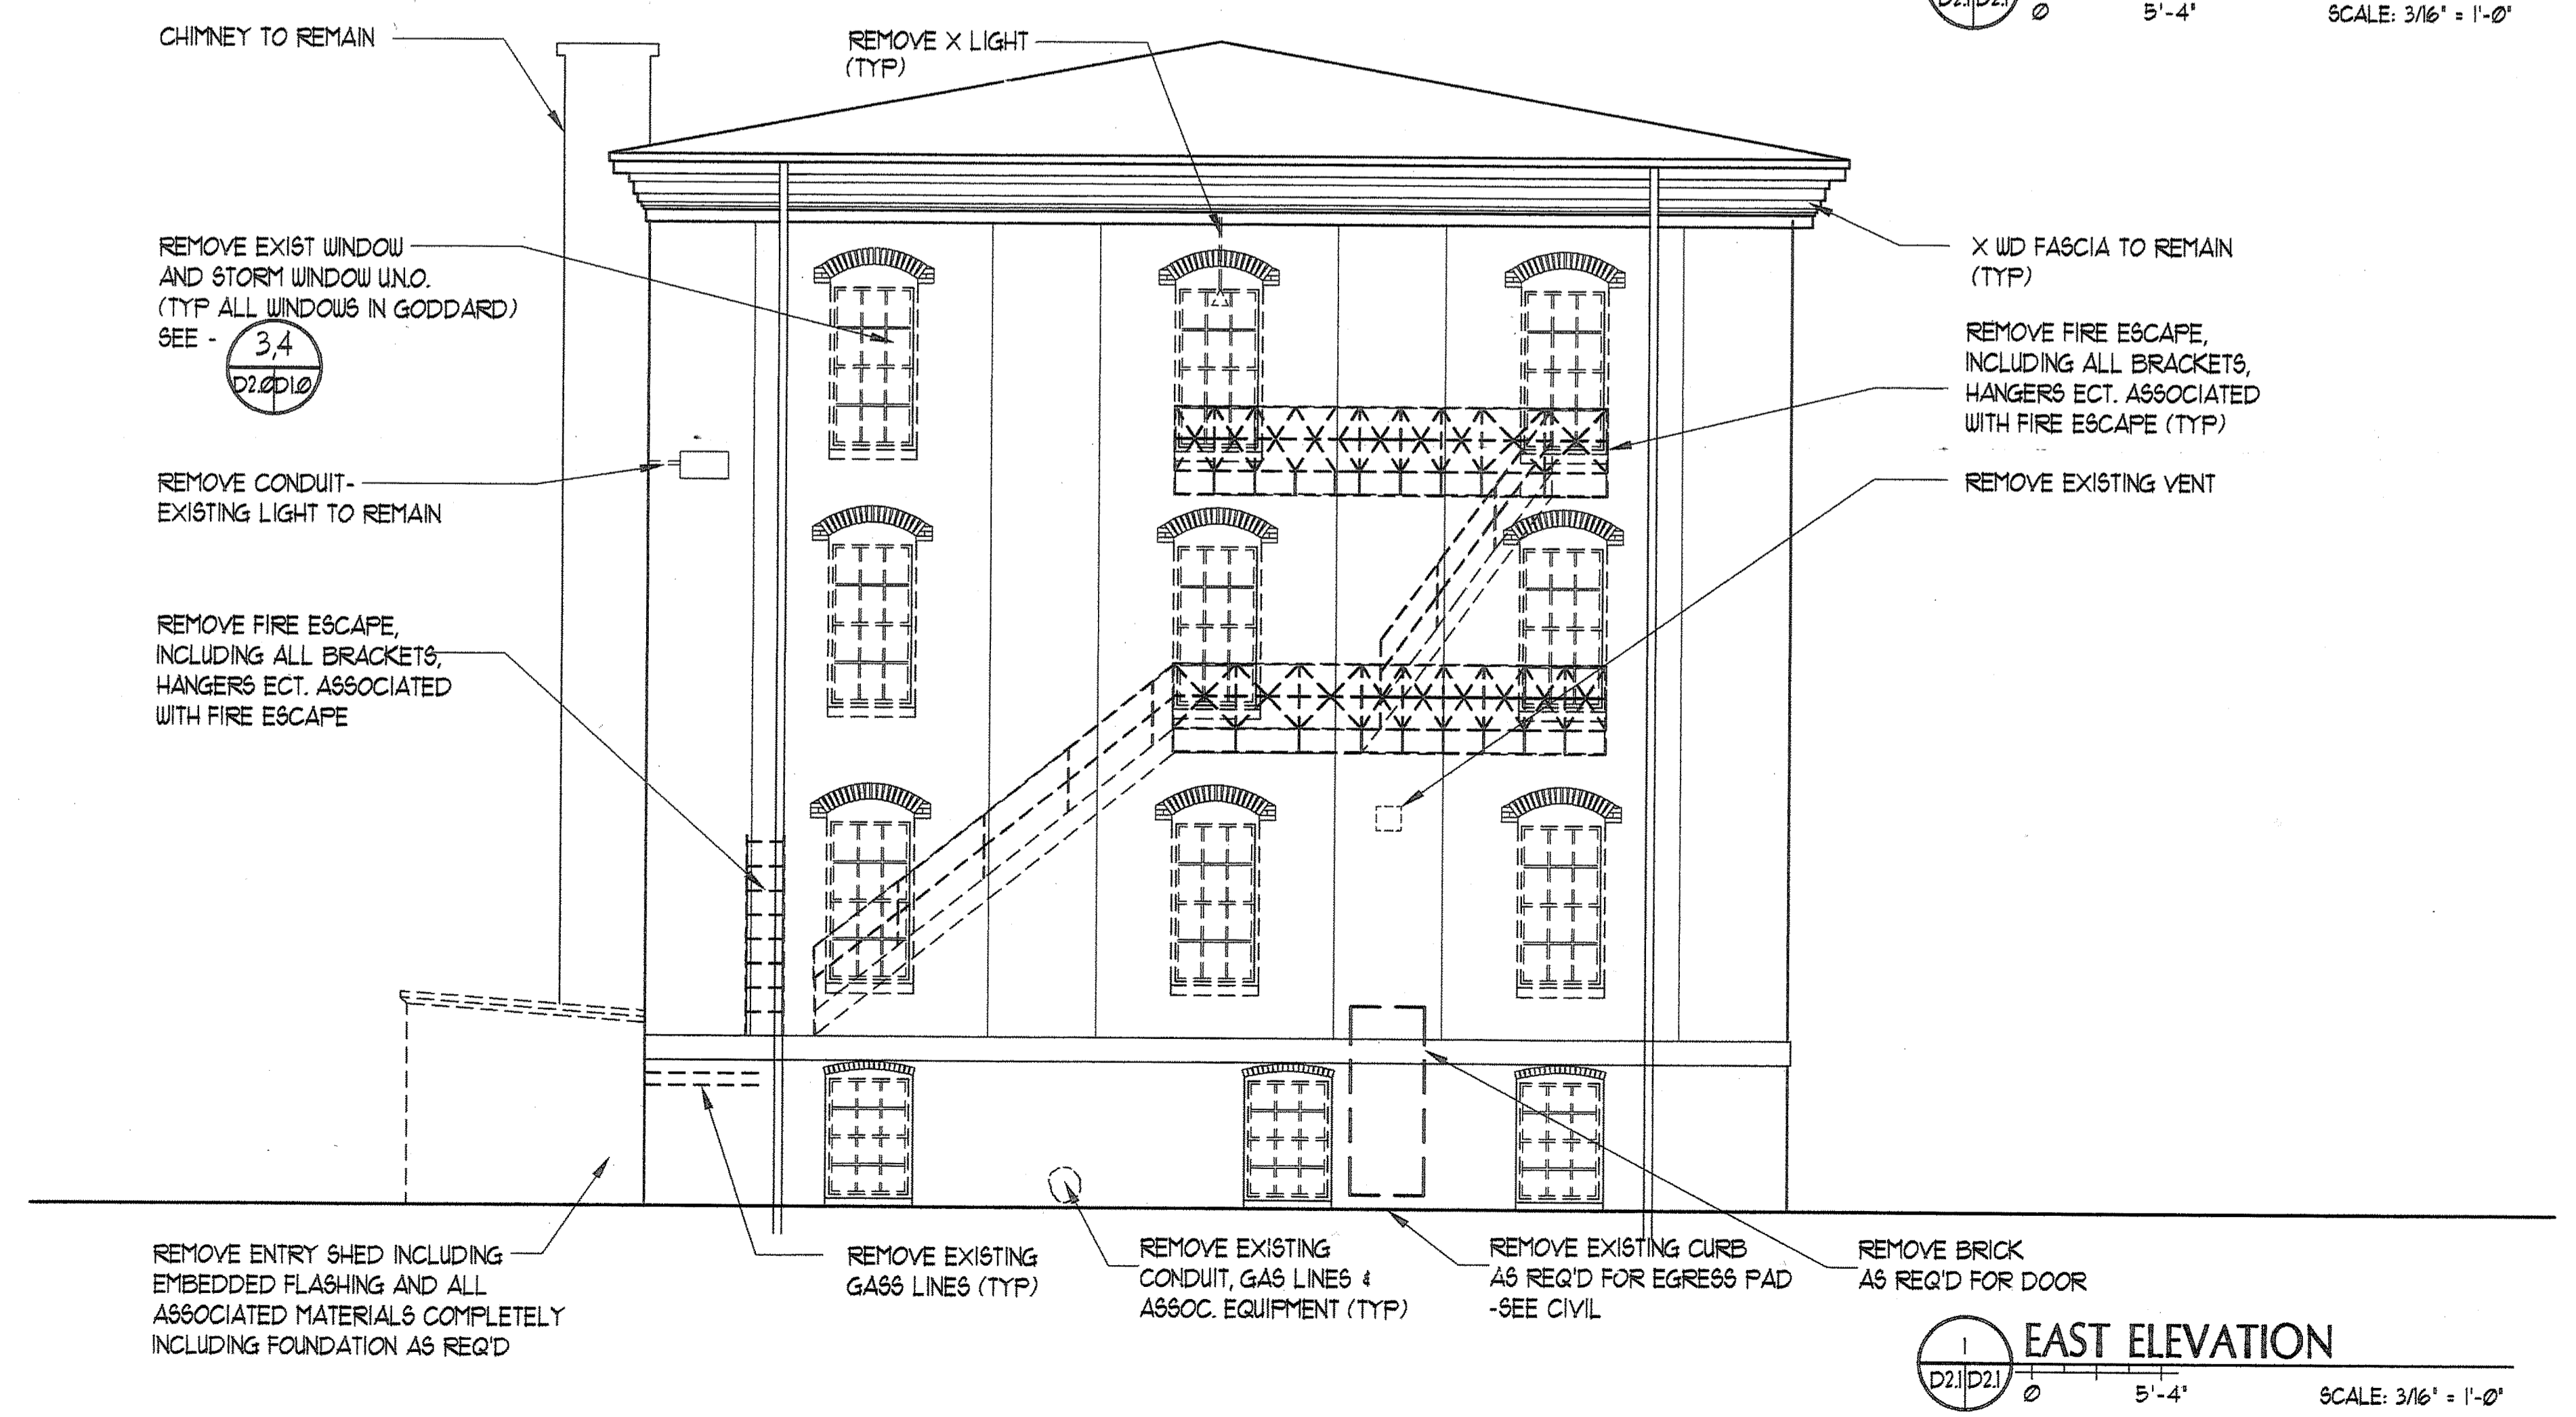 D2.1 D2.1
0 5'-4" SCALE: 3/16" = 1'-0"
CHIMNEY TO REMAIN
REMOVE X LIGHT
(TYP)
REMOVE EXIST WINDOW
AND STORM WINDOW U.N.O.
(TYP ALL WINDOWS IN GODDARD)
SEE -
3,4
D2.0 D1.0
X WD FASCIA TO REMAIN
(TYP)
REMOVE FIRE ESCAPE,
INCLUDING ALL BRACKETS,
HANGERS ECT. ASSOCIATED
WITH FIRE ESCAPE (TYP)
REMOVE EXISTING VENT
REMOVE CONDUIT-
EXISTING LIGHT TO REMAIN
REMOVE FIRE ESCAPE,
INCLUDING ALL BRACKETS,
HANGERS ECT. ASSOCIATED
WITH FIRE ESCAPE
REMOVE ENTRY SHED INCLUDING
EMBEDDED FLASHING AND ALL
ASSOCIATED MATERIALS COMPLETELY
INCLUDING FOUNDATION AS REQ'D
REMOVE EXISTING
GASS LINES (TYP)
REMOVE EXISTING
CONDUIT, GAS LINES &
ASSOC. EQUIPMENT (TYP)
REMOVE EXISTING CURB
AS REQ'D FOR EGRESS PAD
-SEE CIVIL
REMOVE BRICK
AS REQ'D FOR DOOR
1
D2.1 D2.1
EAST ELEVATION
0 5'-4" SCALE: 3/16" = 1'-0"